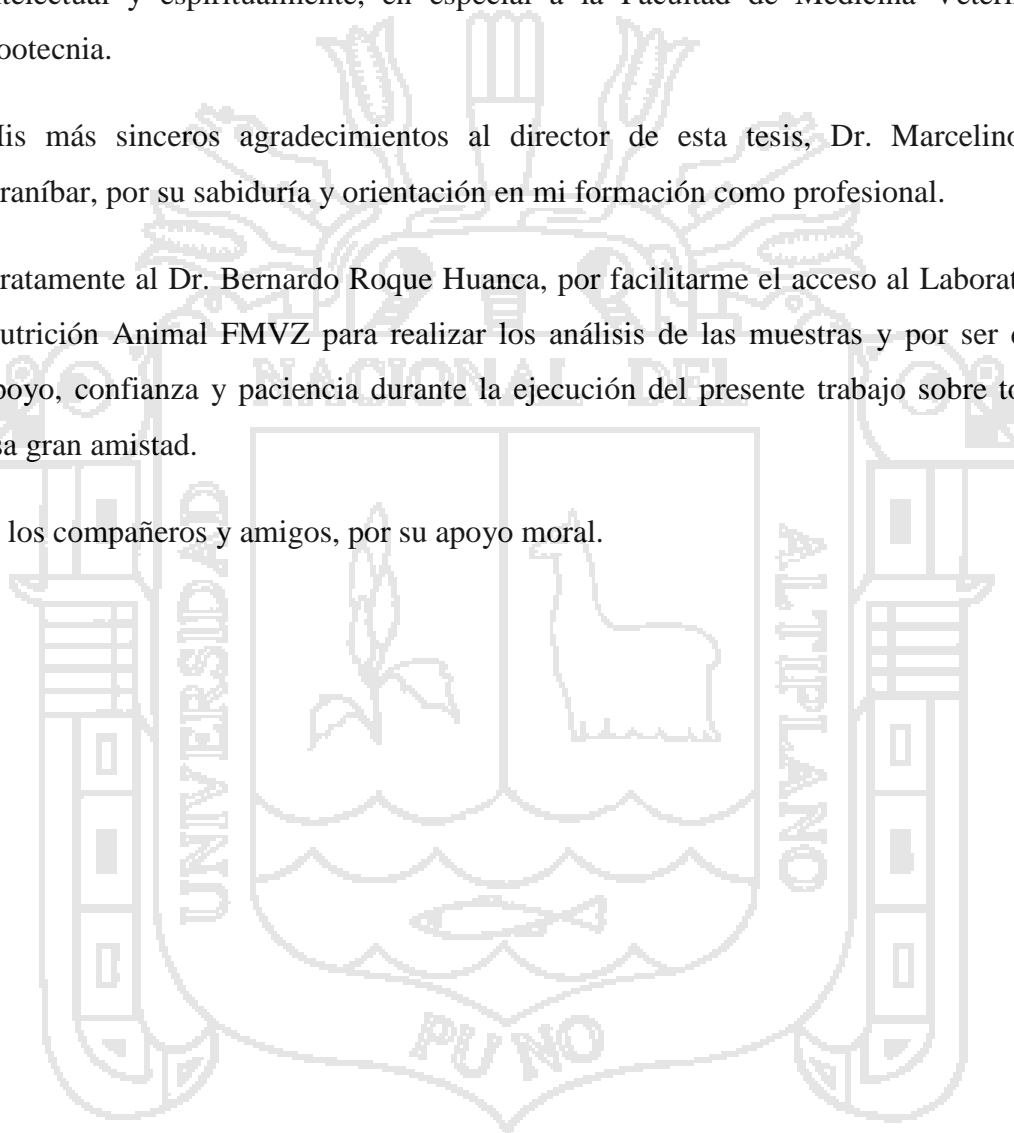 intelectual y espiritualmente, en especial a la Facultad de Medicina
ootecnia.
is más sinceros agradecimientos al director de esta tesis, Dr. Marcelino
raníbar, por su sabiduría y orientación en mi formación como profesional.
ratamente al Dr. Bernardo Roque Huanca, por facilitarme el acceso al Laborat
utrición Animal FMVZ para realizar los análisis de las muestras y por ser
poyo, confianza y paciencia durante la ejecución del presente trabajo sobre to
sa gran amistad.
los compañeros y amigos, por su apoyo moral.
NACIONAL DEL
UNIVERSIDAD
ALTIPLANO
PUNO